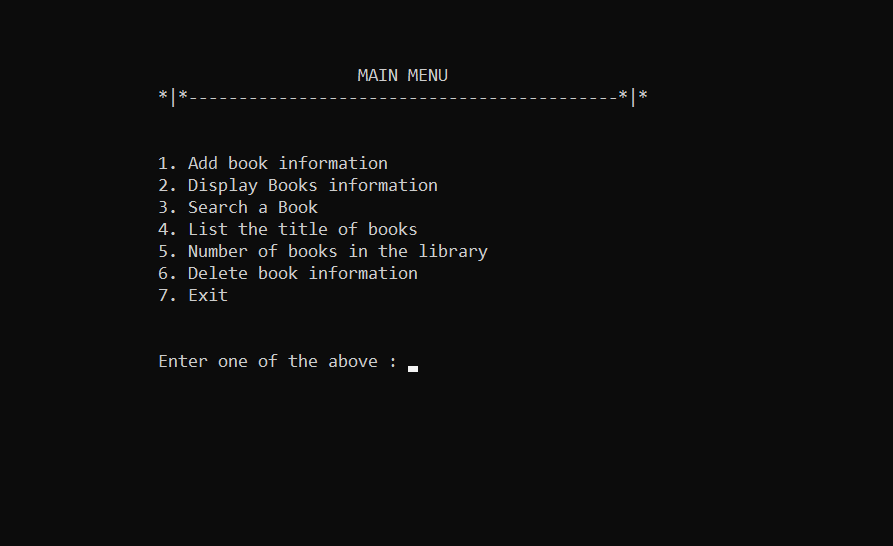 MAIN MENU
*|*-------------------------------------------*|*
1. Add book information
2. Display Books information
3. Search a Book
4. List the title of books
5. Number of books in the library
6. Delete book information
7. Exit
Enter one of the above :